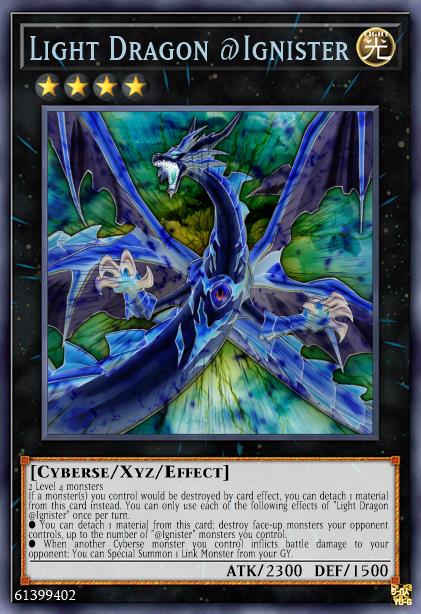 Light Dragon @Ignister
LIGHT
光
[Cyberse/Xyz/Effect]
2 Level 4 monsters
If a monster(s) you control would be destroyed by card effect, you can detach 1 material
from this card instead. You can only use each of the following effects of "Light Dragon
@Ignister" once per turn.
● You can detach 1 material from this card; destroy face-up monsters your opponent
controls, up to the number of "@Ignister" monsters you control.
● When another Cyberse monster you control inflicts battle damage to your
opponent: You can Special Summon 1 Link Monster from your GY.
ATK/2300 DEF/1500
61399402